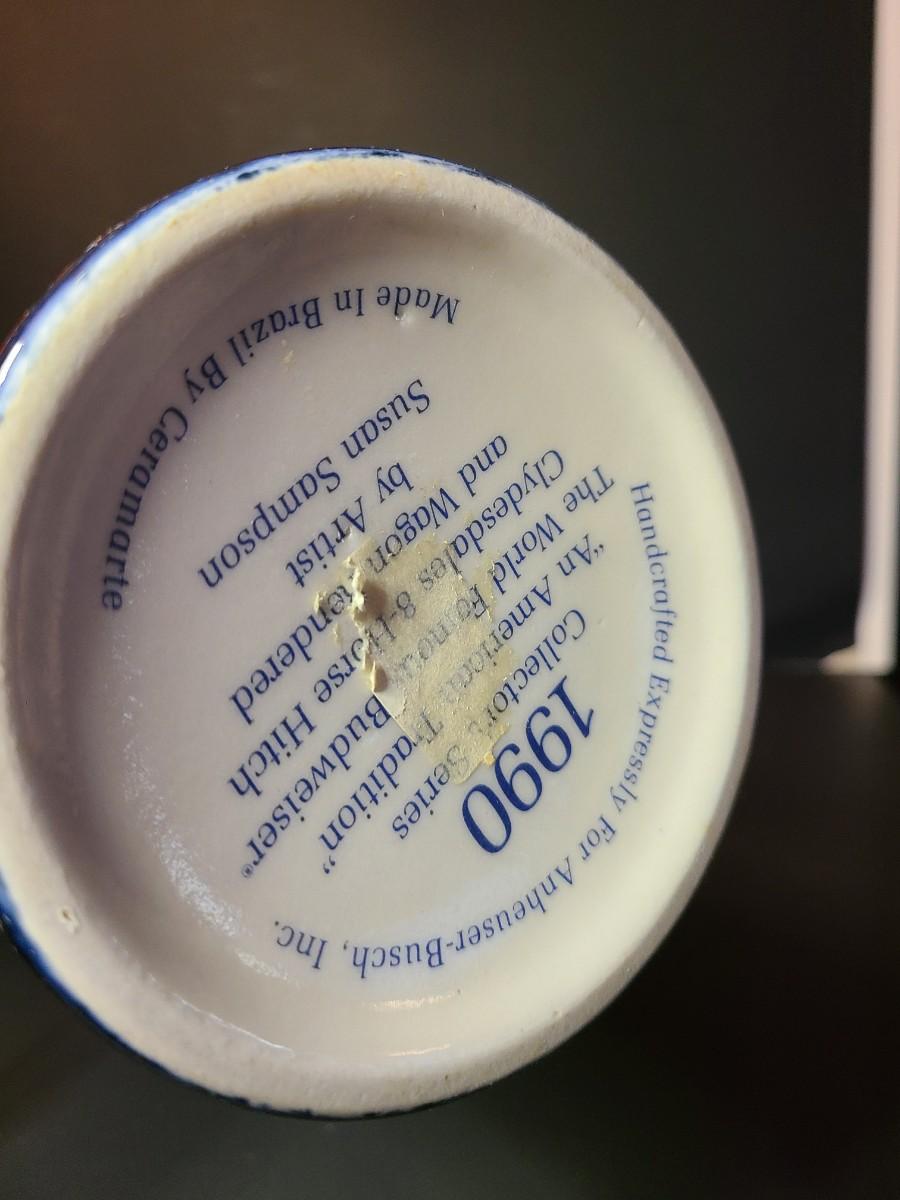 Handcrafted Expressly For Anheuser-Busch, Inc.
1990
Collector's Series
"An American Tradition"
The World Famous Budweiser®
Clydesdales 8-Horse Hitch
and Wagon Rendered
by Artist
Susan Sampson
Made In Brazil By Ceramarte